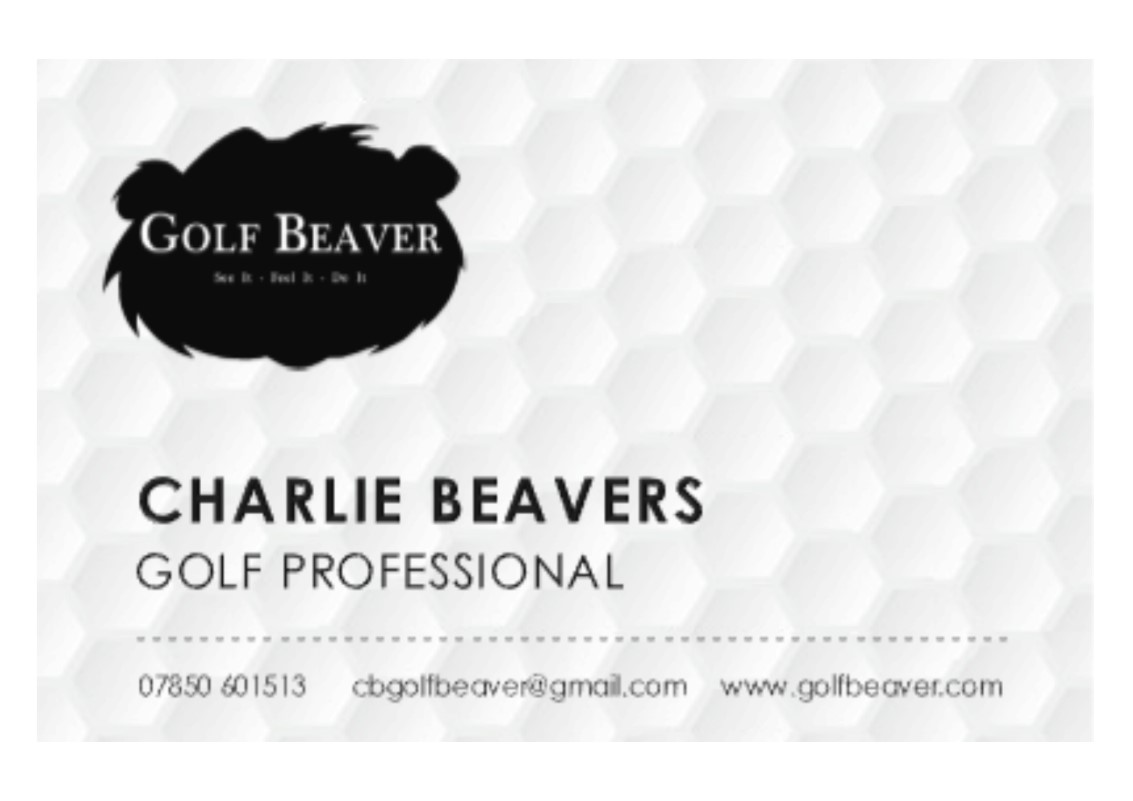 GOLF BEAVER
See It - Feel It - Do It
CHARLIE BEAVERS
GOLF PROFESSIONAL
07850 601513 cbgolfbeaver@gmail.com www.golfbeaver.com